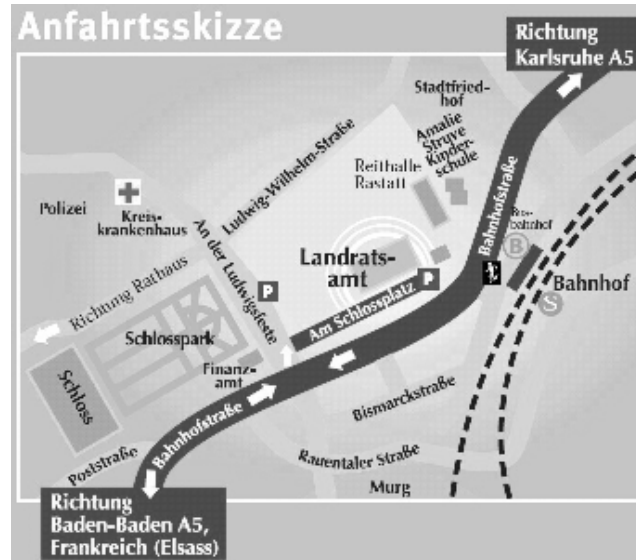 Anfahrtsskizze
Richtung
Karlsruhe A5
Stadtfried-
hof
Amalie
Struve
Kinder-
schule
Reithalle
Rastatt
Ludwig-Wilhelm-Straße
Polizei
Kreis-
krankenhaus
An der Ludwigsfeste
Bahnhofstraße
Bus-
bahnhof
B
Landrats-
amt
P
P
Bahnhof
S
Richtung Rathaus
Am Schlossplatz
Schlosspark
Finanz-
amt
Schloss
Bismarckstraße
Bahnhofstraße
Poststraße
Rauentaler Straße
Murg
Richtung
Baden-Baden A5,
Frankreich (Elsass)